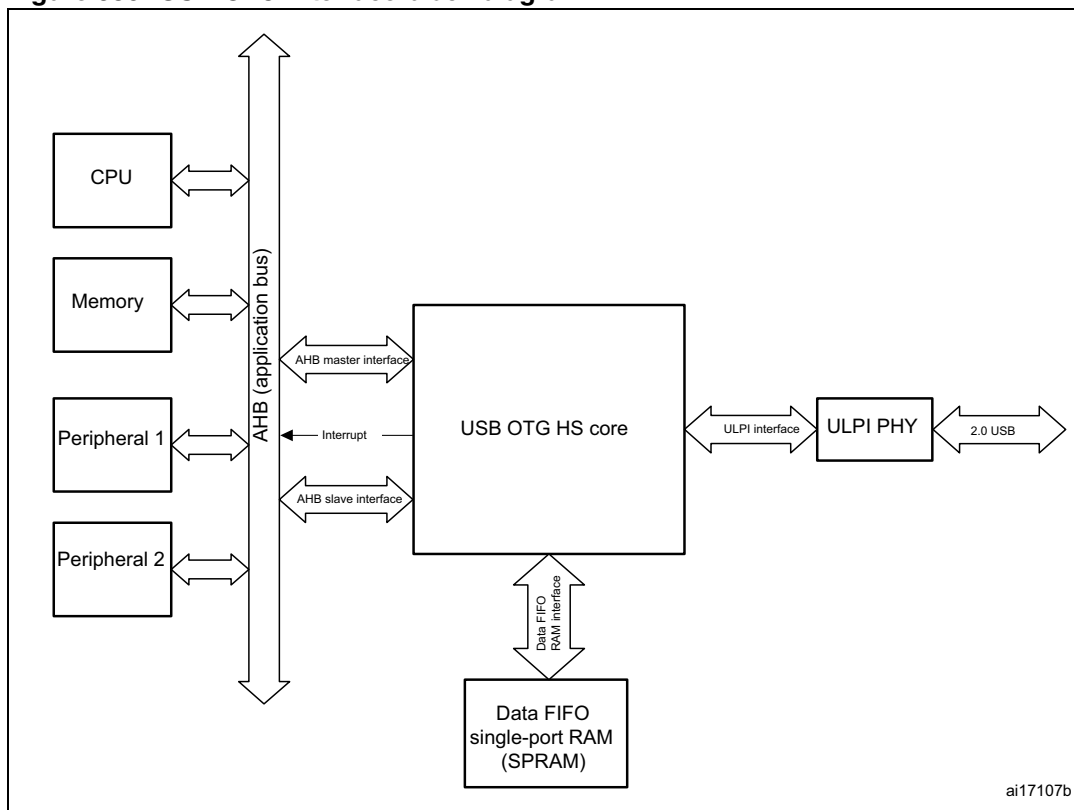 CPU
Memory
Peripheral 1
Peripheral 2
AHB (application bus)
AHB master interface
Interrupt
AHB slave interface
USB OTG HS core
ULPI interface
ULPI PHY
2.0 USB
Data FIFO
RAM interface
Data FIFO
single-port RAM
(SPRAM)
ai17107b